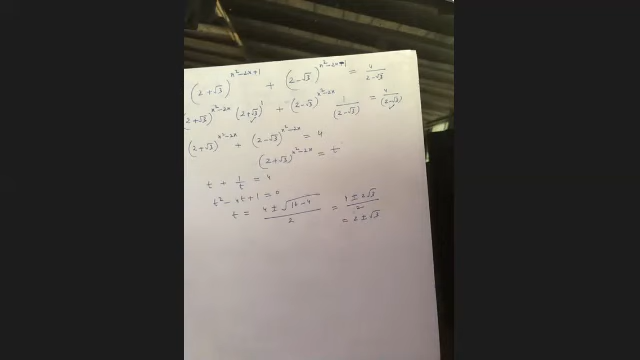 (2+√3)^(x²-2x+1) + (2-√3)^(x²-2x-1) = 4/(2-√3)
(2+√3)^(x²-2x) (2+√3)^1 + (2-√3)^(x²-2x) 1/(2-√3) = 4/(2-√3)
(2+√3)^(x²-2x) + (2-√3)^(x²-2x) = 4
(2+√3)^(x²-2x) = t
t + 1/t = 4
t² - 4t + 1 = 0
t = (4 ± √(16-4))/2 = (4 ± 2√3)/2
= 2 ± √3